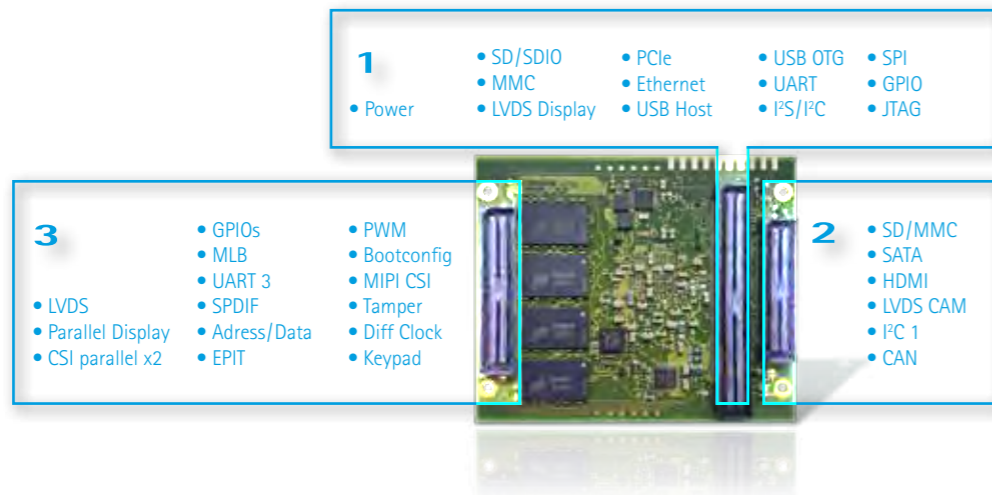 1
• Power
• SD/SDIO
• MMC
• LVDS Display
• PCIe
• Ethernet
• USB Host
• USB OTG
• UART
• I²S/I²C
• SPI
• GPIO
• JTAG
3
• LVDS
• Parallel Display
• CSI parallel x2
• GPIOs
• MLB
• UART 3
• SPDIF
• Adress/Data
• EPIT
• PWM
• Bootconfig
• MIPI CSI
• Tamper
• Diff Clock
• Keypad
2
• SD/MMC
• SATA
• HDMI
• LVDS CAM
• I²C 1
• CAN